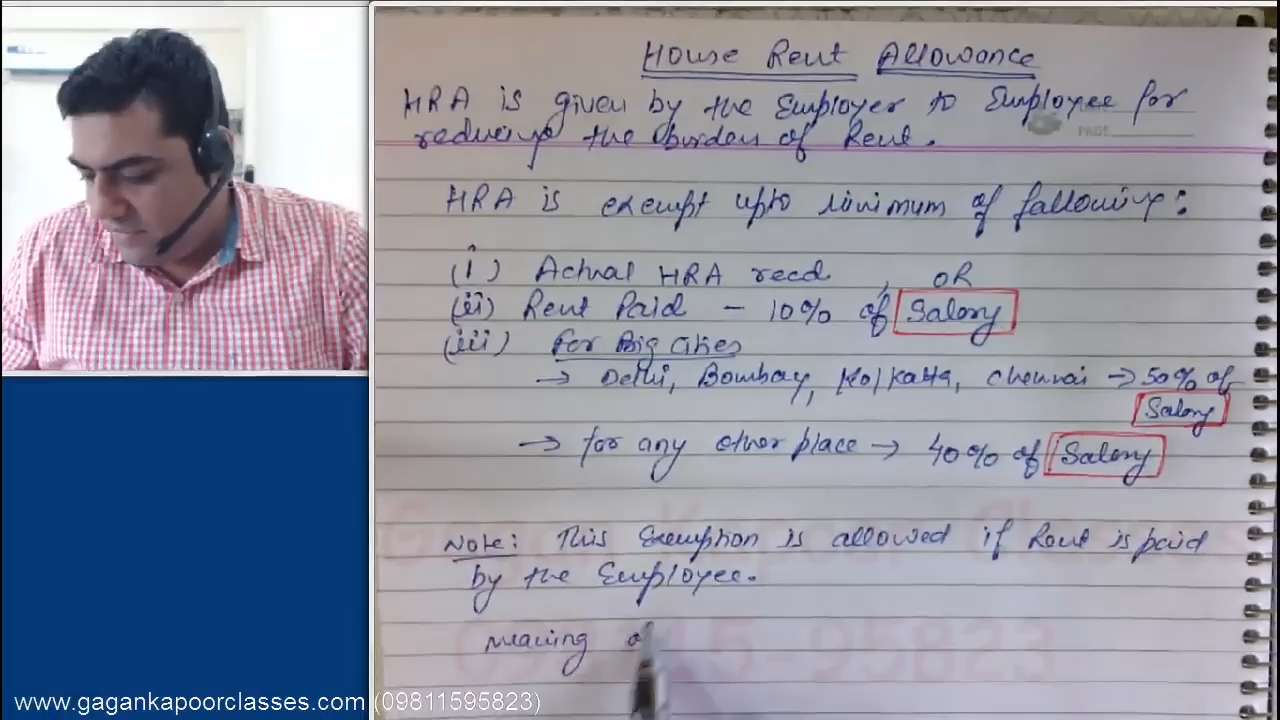 House Rent Allowance
HRA is given by the Employer to Employee for
reducing the burden of Rent.
PAGE
HRA is exempt upto minimum of following:
(i) Actual HRA recd, OR
(ii) Rent Paid - 10% of Salary
(iii) For Big cities
→ Delhi, Bombay, Kolkatta, Chennai → 50% of
Salary
→ for any other place → 40% of Salary
Note: This Exemption is allowed if Rent is paid
by the Employee.
Meaning of
www.gagankapoorclasses.com (09811595823)